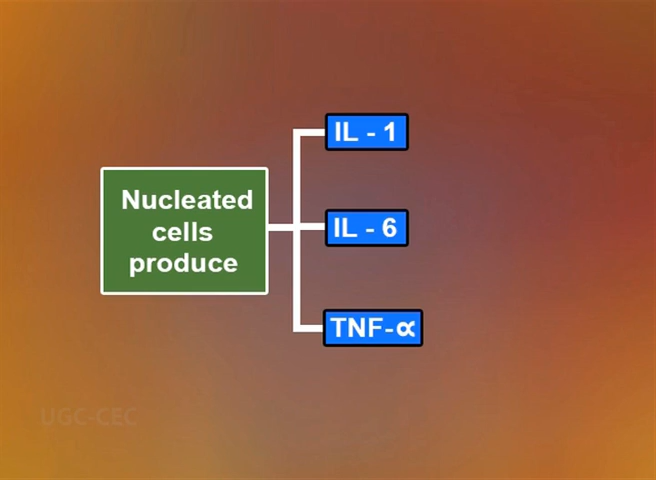 Nucleated
cells
produce
IL - 1
IL - 6
TNF-α
UGC-CEC